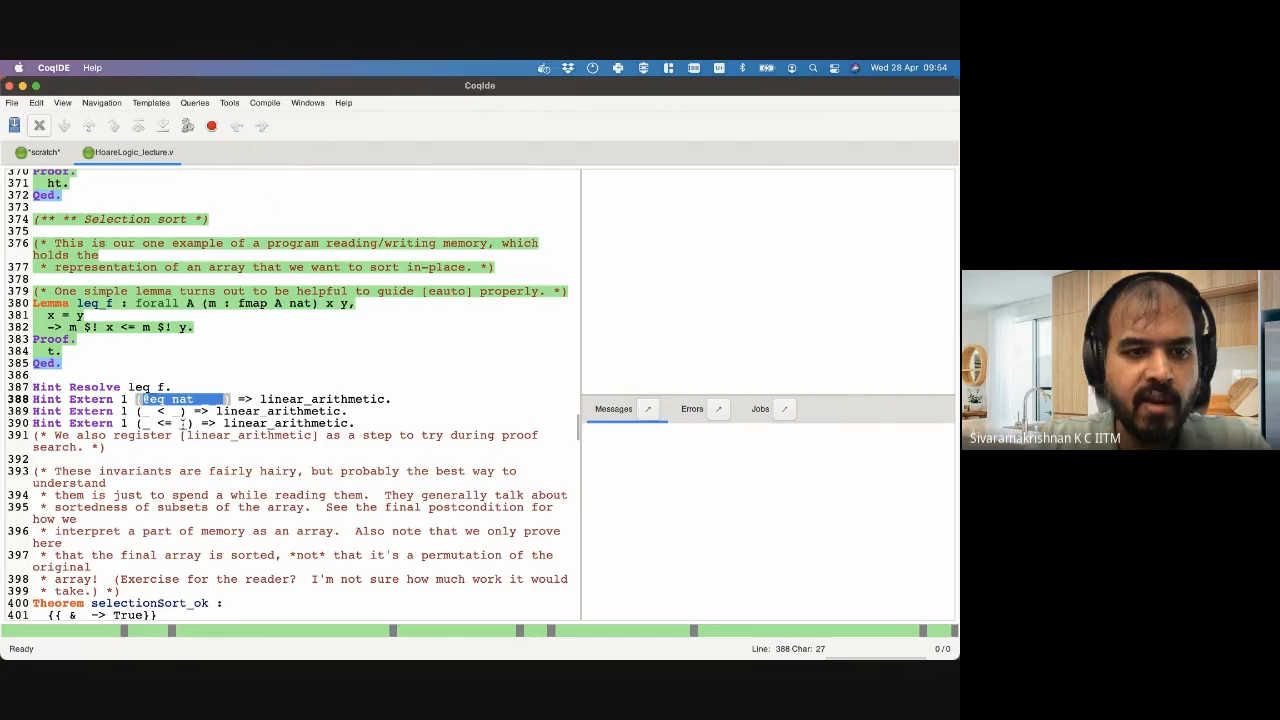 CoqIDE Help Wed 28 Apr 09:54
CoqIde
File Edit View Navigation Templates Queries Tools Compile Windows Help
*scratch* HoareLogic_lecture.v
370 Proof.
371 ht.
372 Qed.
373
374 (** ** Selection sort *)
375
376 (* This is our one example of a program reading/writing memory, which
holds the
377 * representation of an array that we want to sort in-place. *)
378
379 (* One simple lemma turns out to be helpful to guide [eauto] properly. *)
380 Lemma leq_f : forall A (m : fmap A nat) x y,
381 x = y
382 -> m $! x <= m $! y.
383 Proof.
384 t.
385 Qed.
386
387 Hint Resolve leq_f.
388 Hint Extern 1 (@eq nat _ _) => linear_arithmetic.
389 Hint Extern 1 (_ < _) => linear_arithmetic.
390 Hint Extern 1 (_ <= _) => linear_arithmetic.
391 (* We also register [linear_arithmetic] as a step to try during proof
search. *)
392
393 (* These invariants are fairly hairy, but probably the best way to
understand
394 * them is just to spend a while reading them. They generally talk about
395 * sortedness of subsets of the array. See the final postcondition for
how we
396 * interpret a part of memory as an array. Also note that we only prove
here
397 * that the final array is sorted, *not* that it's a permutation of the
original
398 * array! (Exercise for the reader? I'm not sure how much work it would
399 * take.) *)
400 Theorem selectionSort_ok :
401 {{_&_ ~> True}}
Messages Errors Jobs
Ready Line: 388 Char: 27 0 / 0
Sivaramakrishnan K C IITM